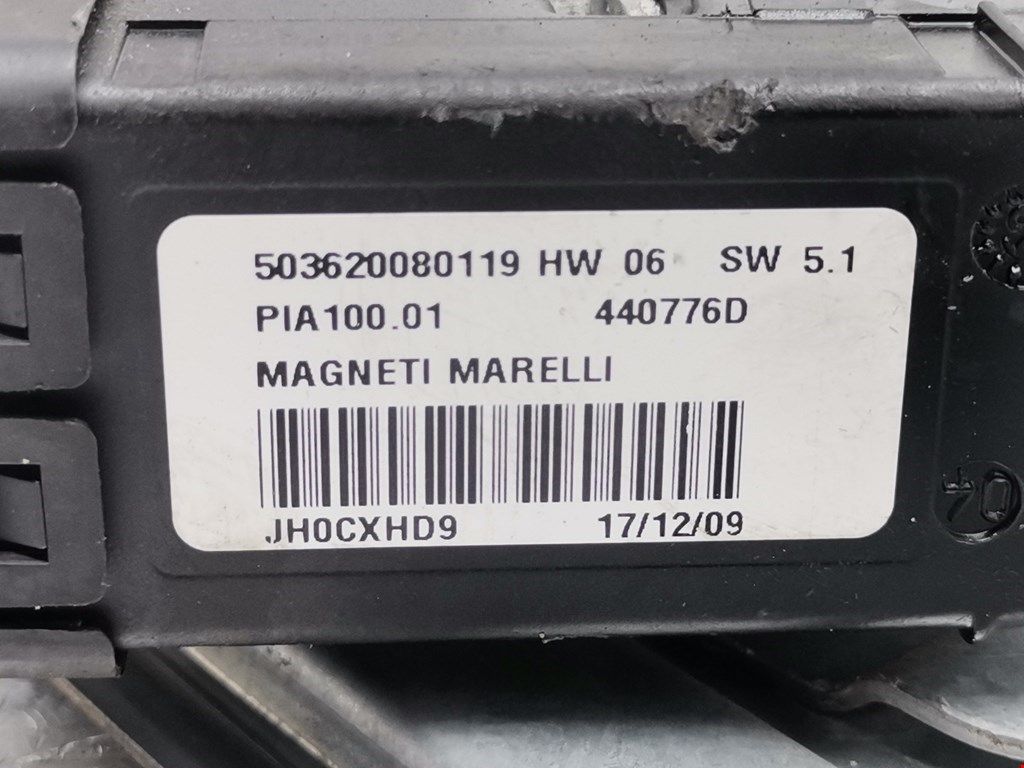 503620080119 HW 06 SW 5.1
PIA100.01 440776D
MAGNETI MARELLI
JH0CXHD9 17/12/09